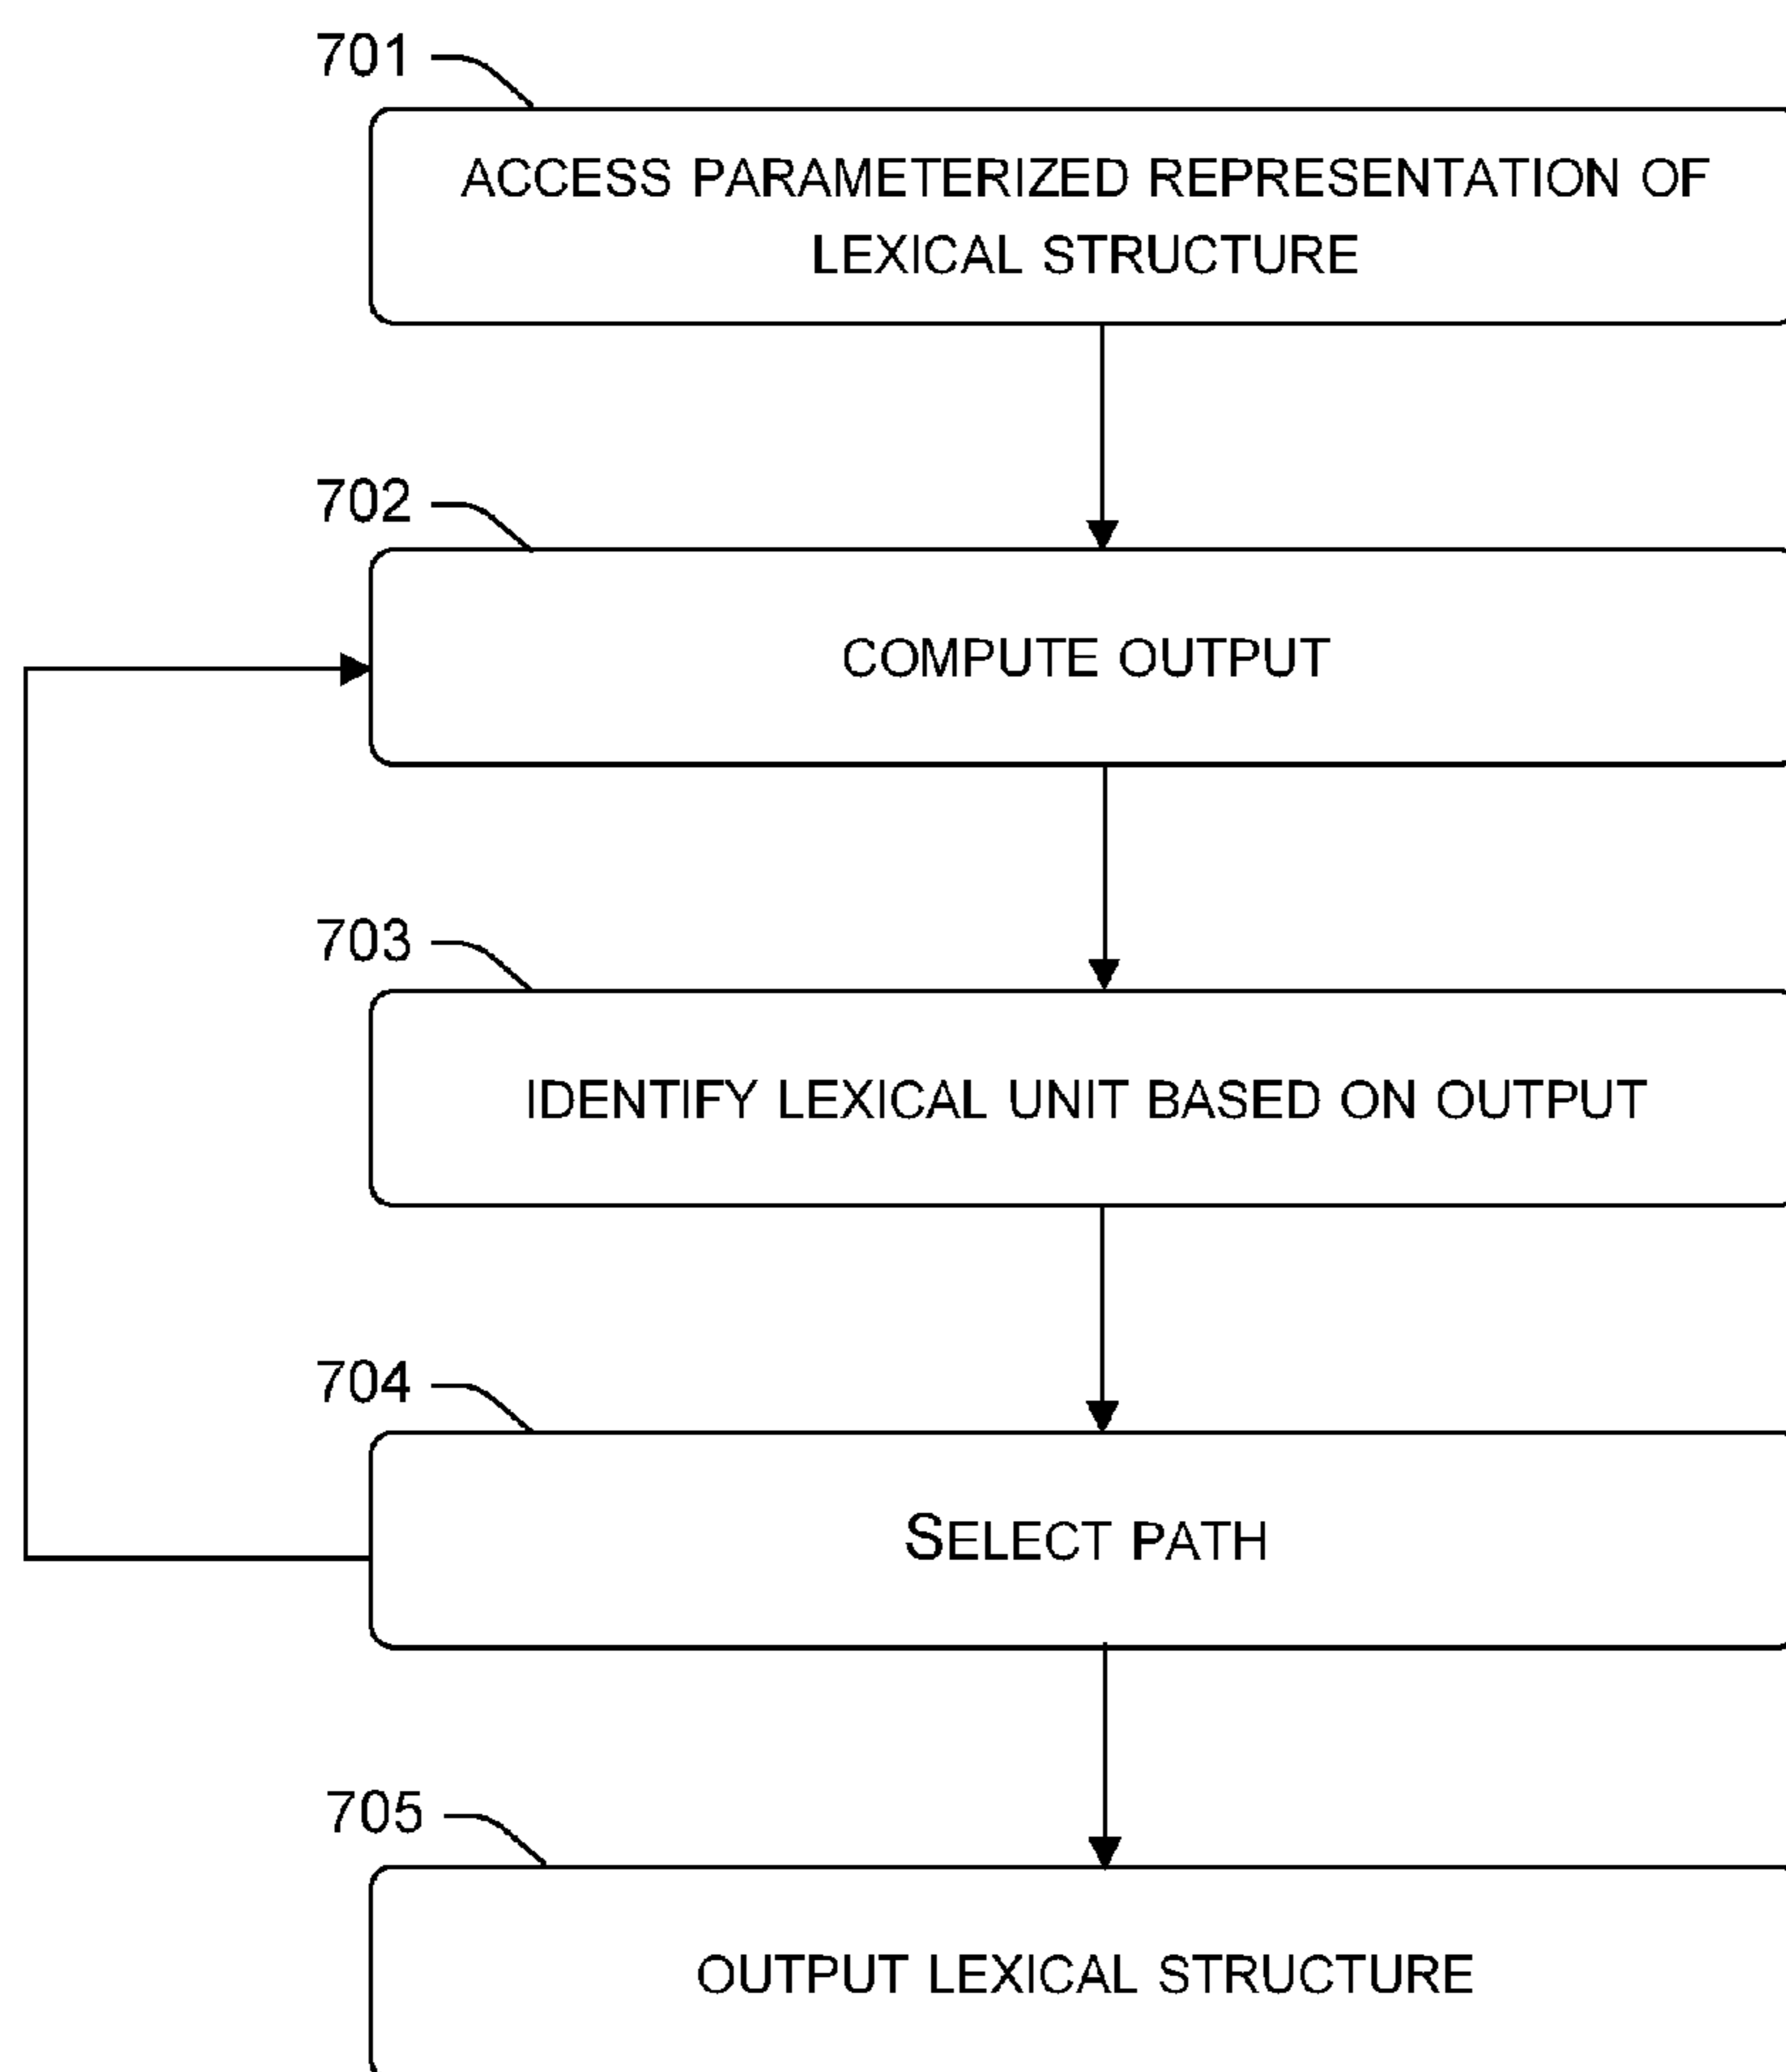 701
ACCESS PARAMETERIZED REPRESENTATION OF
LEXICAL STRUCTURE
702
COMPUTE OUTPUT
703
IDENTIFY LEXICAL UNIT BASED ON OUTPUT
704
SELECT PATH
705
OUTPUT LEXICAL STRUCTURE